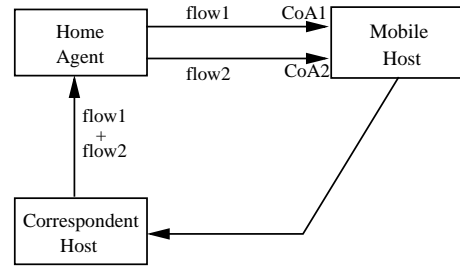 Home
Agent
flow1
CoA1
flow2
CoA2
Mobile
Host
flow1
+
flow2
Correspondent
Host